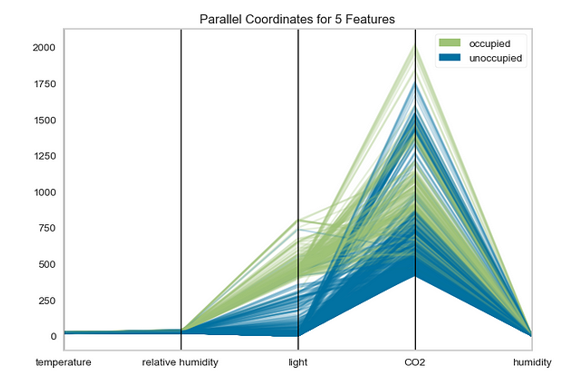 Parallel Coordinates for 5 Features
occupied
unoccupied
2000
1750
1500
1250
1000
750
500
250
0
temperature
relative humidity
light
CO2
humidity